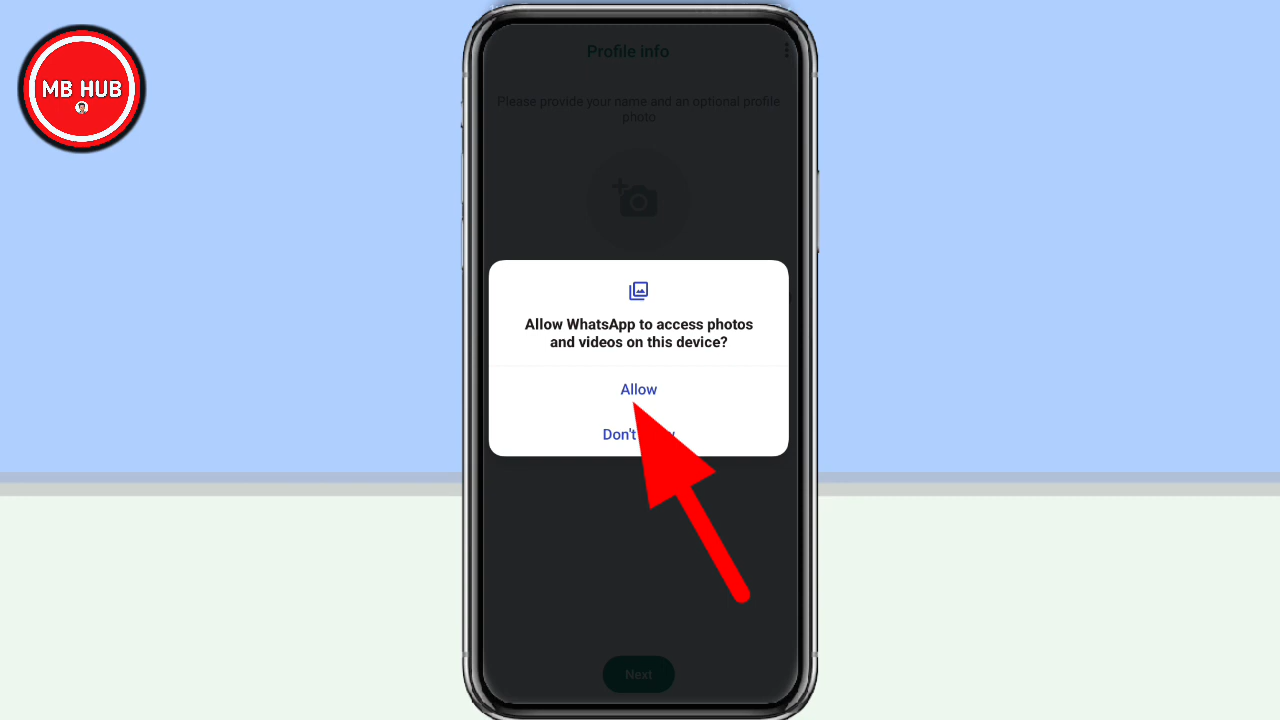 MB HUB
Profile info
Please provide your name and an optional profile
photo
Allow WhatsApp to access photos
and videos on this device?
Allow
Don't
Next